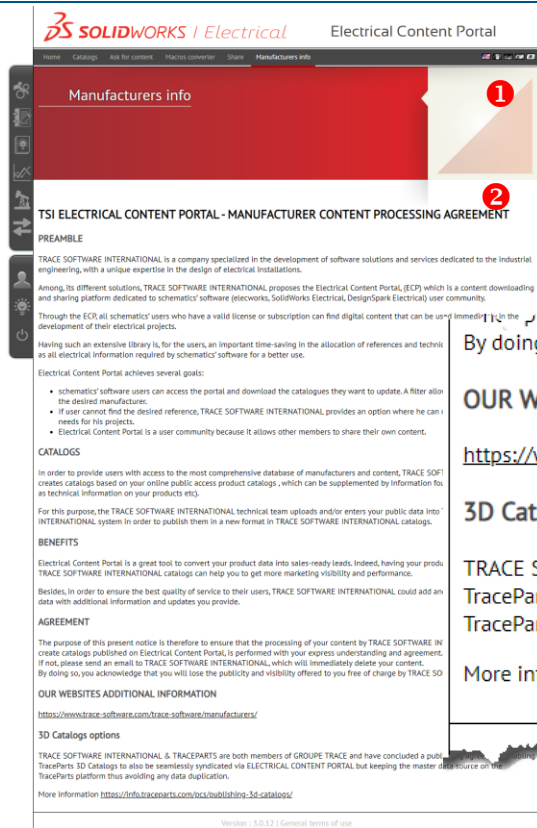 SOLIDWORKS | Electrical Electrical Content Portal
Home Catalogs Ask for content Macros converter Share Manufacturers info
Manufacturers info
1
2
TSI ELECTRICAL CONTENT PORTAL - MANUFACTURER CONTENT PROCESSING AGREEMENT
PREAMBLE
TRACE SOFTWARE INTERNATIONAL is a company specialized in the development of software solutions and services dedicated to the industrial
engineering, with a unique expertise in the design of electrical installations.
Among, its different solutions, TRACE SOFTWARE INTERNATIONAL proposes the Electrical Content Portal, (ECP) which is a content downloading
and sharing platform dedicated to schematics' software (elecworks, SolidWorks Electrical, DesignSpark Electrical) user community.
Through the ECP, all schematics' users who have a valid license or subscription can find digital content that can be used immediately in the
development of their electrical projects.
Having such an extensive library is, for the users, an important time-saving in the allocation of references and
as all electrical information required by schematics' software for a better use.
Electrical Content Portal achieves several goals:
• schematics' software users can access the portal and download the catalogues they want to update. A filter
the desired manufacturer.
• If user cannot find the desired reference, TRACE SOFTWARE INTERNATIONAL provides an option where he can
needs for his projects.
• Electrical Content Portal is a user community because it allows other members to share their own content.
CATALOGS
In order to provide users with access to the most comprehensive database of manufacturers and content, TRACE
creates catalogs based on your online public access product catalogs , which can be supplemented by Information
as technical information on your products etc).
For this purpose, the TRACE SOFTWARE INTERNATIONAL technical team uploads and/or enters your public data into
INTERNATIONAL system in order to publish them in a new format in TRACE SOFTWARE INTERNATIONAL catalogs.
BENEFITS
Electrical Content Portal is a great tool to convert your product data into sales-ready leads. Indeed, having your
TRACE SOFTWARE INTERNATIONAL catalogs can help you to get more marketing visibility and performance.
Besides, in order to ensure the best quality of service to their users, TRACE SOFTWARE INTERNATIONAL could add
data with additional information and updates you provide.
AGREEMENT
The purpose of this present notice is therefore to ensure that the processing of your content by TRACE SOFTWARE
create catalogs published on Electrical Content Portal, is performed with your express understanding and agreement.
If not, please send an email to TRACE SOFTWARE INTERNATIONAL, which will immediately delete your content.
By doing so, you acknowledge that you will lose the publicity and visibility offered to you free of charge by TRACE
OUR WEBSITES ADDITIONAL INFORMATION
https://www.trace-software.com/trace-software/manufacturers/
3D Catalogs options
TRACE SOFTWARE INTERNATIONAL & TRACEPARTS are both members of GROUPE TRACE and have concluded a
TraceParts 3D Catalogs to also be seamlessly syndicated via ELECTRICAL CONTENT PORTAL but keeping the master data source on the
TraceParts platform thus avoiding any data duplication.
More information https://info.traceparts.com/pcs/publishing-3d-catalogs/
Version : 5.0.12 | General terms of use
By doing
OUR W
https://
3D Cat
TRACE S
TracePa
TracePa
More in